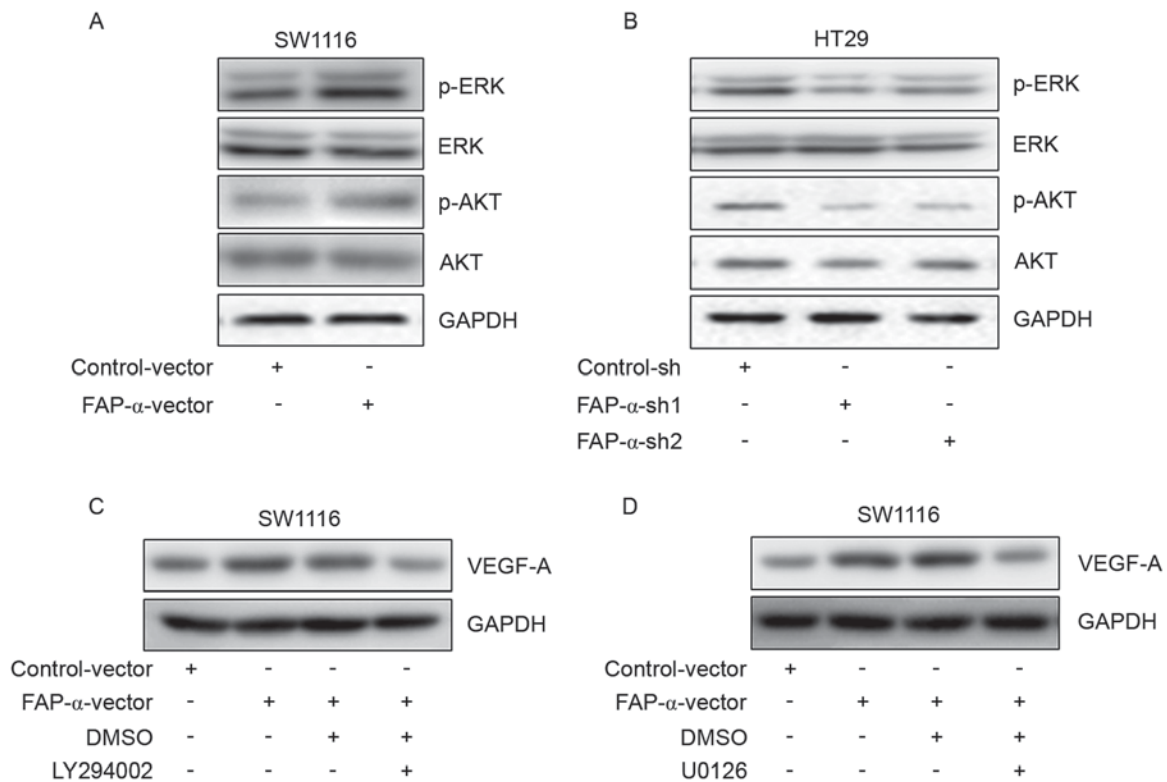 A
SW1116
p-ERK
ERK
p-AKT
AKT
GAPDH
Control-vector + -
FAP-α-vector - +
B
HT29
p-ERK
ERK
p-AKT
AKT
GAPDH
Control-sh + - -
FAP-α-sh1 - + -
FAP-α-sh2 - - +
C
SW1116
VEGF-A
GAPDH
Control-vector + - - -
FAP-α-vector - + + +
DMSO - - + +
LY294002 - - - +
D
SW1116
VEGF-A
GAPDH
Control-vector + - - -
FAP-α-vector - + + +
DMSO - - + +
U0126 - - - +